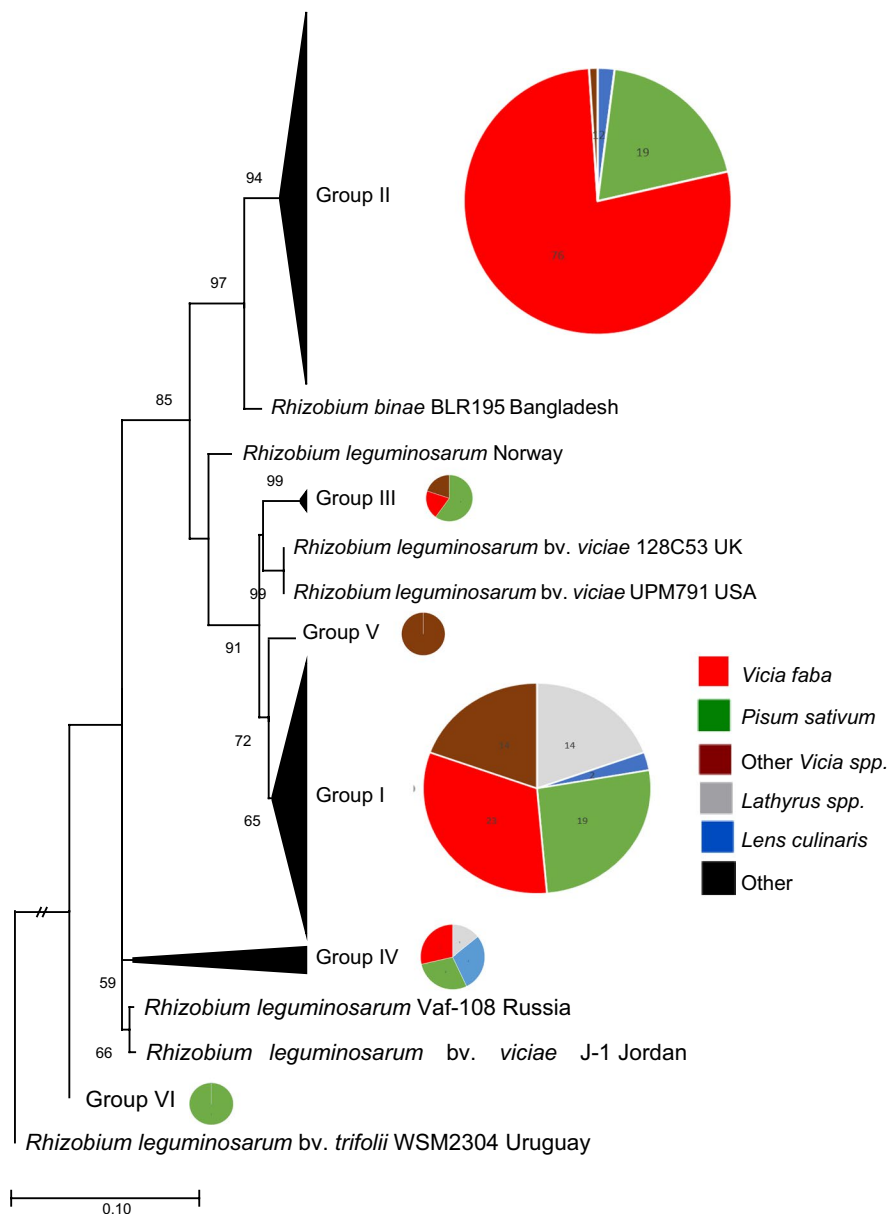 94
Group II
19
76
97
Rhizobium binae BLR195 Bangladesh
85
Rhizobium leguminosarum Norway
99
Group III
Rhizobium leguminosarum bv. viciae 128C53 UK
99
Rhizobium leguminosarum bv. viciae UPM791 USA
Group V
91
Vicia faba
Pisum sativum
Other Vicia spp.
Lathyrus spp.
Lens culinaris
Other
14
14
2
19
72
Group I
65
Group IV
59
Rhizobium leguminosarum Vaf-108 Russia
66
Rhizobium leguminosarum bv. viciae J-1 Jordan
Group VI
Rhizobium leguminosarum bv. trifolii WSM2304 Uruguay
0.10